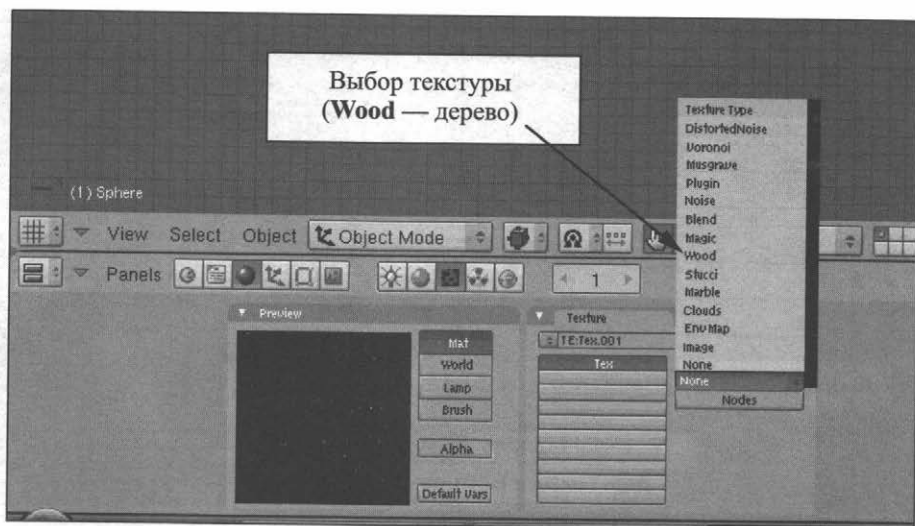 Выбор текстуры
(Wood — дерево)
Texture Type
DistortedNoise
Voronoi
Musgrave
Plugin
Noise
Blend
Magic
Wood
Stucci
Marble
Clouds
EnvMap
Image
None
None
Nodes
(1) Sphere
View Select Object Object Mode
Panels 1
Preview
Mat
World
Lamp
Brush
Alpha
Default Vars
Texture
TE:Tex.001
Tex